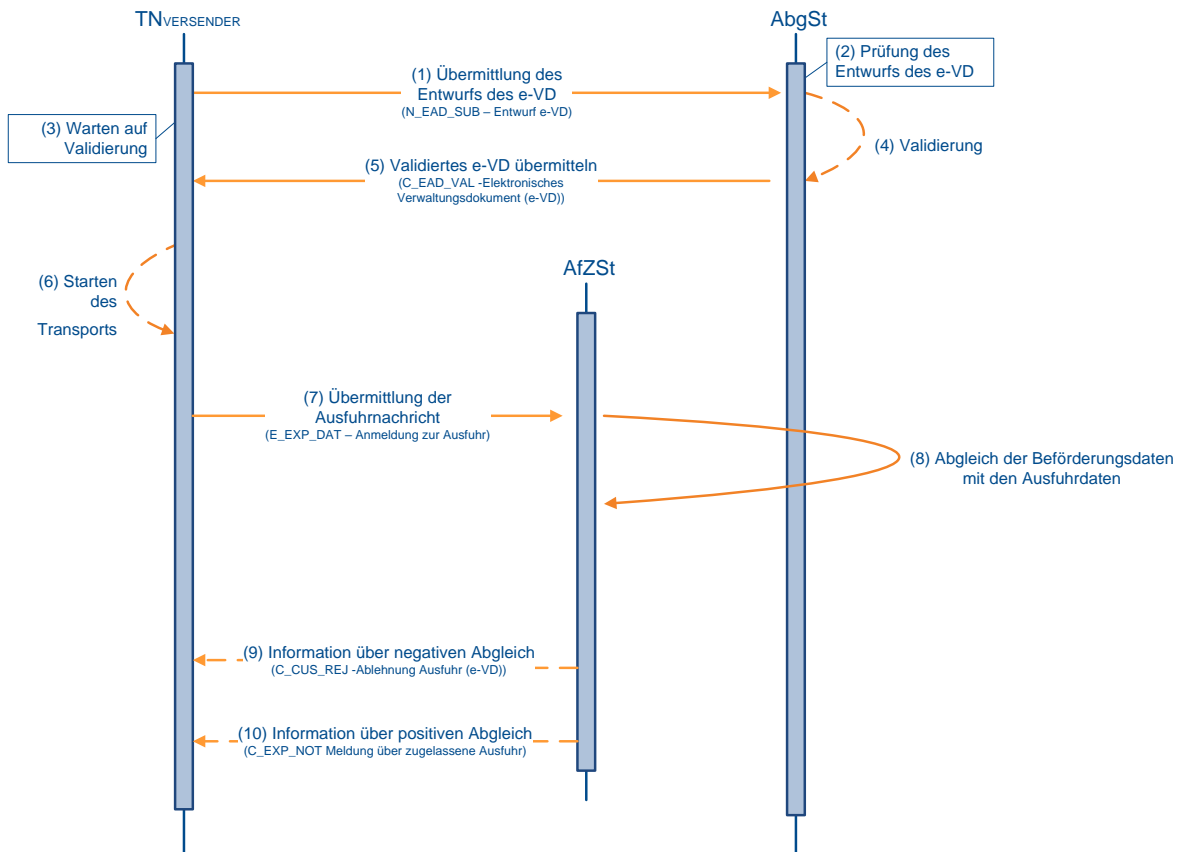 TNVERSENDER
AbgSt
(2) Prüfung des
Entwurfs des e-VD
(1) Übermittlung des
Entwurfs des e-VD
(N_EAD_SUB – Entwurf e-VD)
(3) Warten auf
Validierung
(4) Validierung
(5) Validiertes e-VD übermitteln
(C_EAD_VAL -Elektronisches
Verwaltungsdokument (e-VD))
AfZSt
(6) Starten
des
Transports
(7) Übermittlung der
Ausfuhrnachricht
(E_EXP_DAT – Anmeldung zur Ausfuhr)
(8) Abgleich der Beförderungsdaten
mit den Ausfuhrdaten
(9) Information über negativen Abgleich
(C_CUS_REJ -Ablehnung Ausfuhr (e-VD))
(10) Information über positiven Abgleich
(C_EXP_NOT Meldung über zugelassene Ausfuhr)